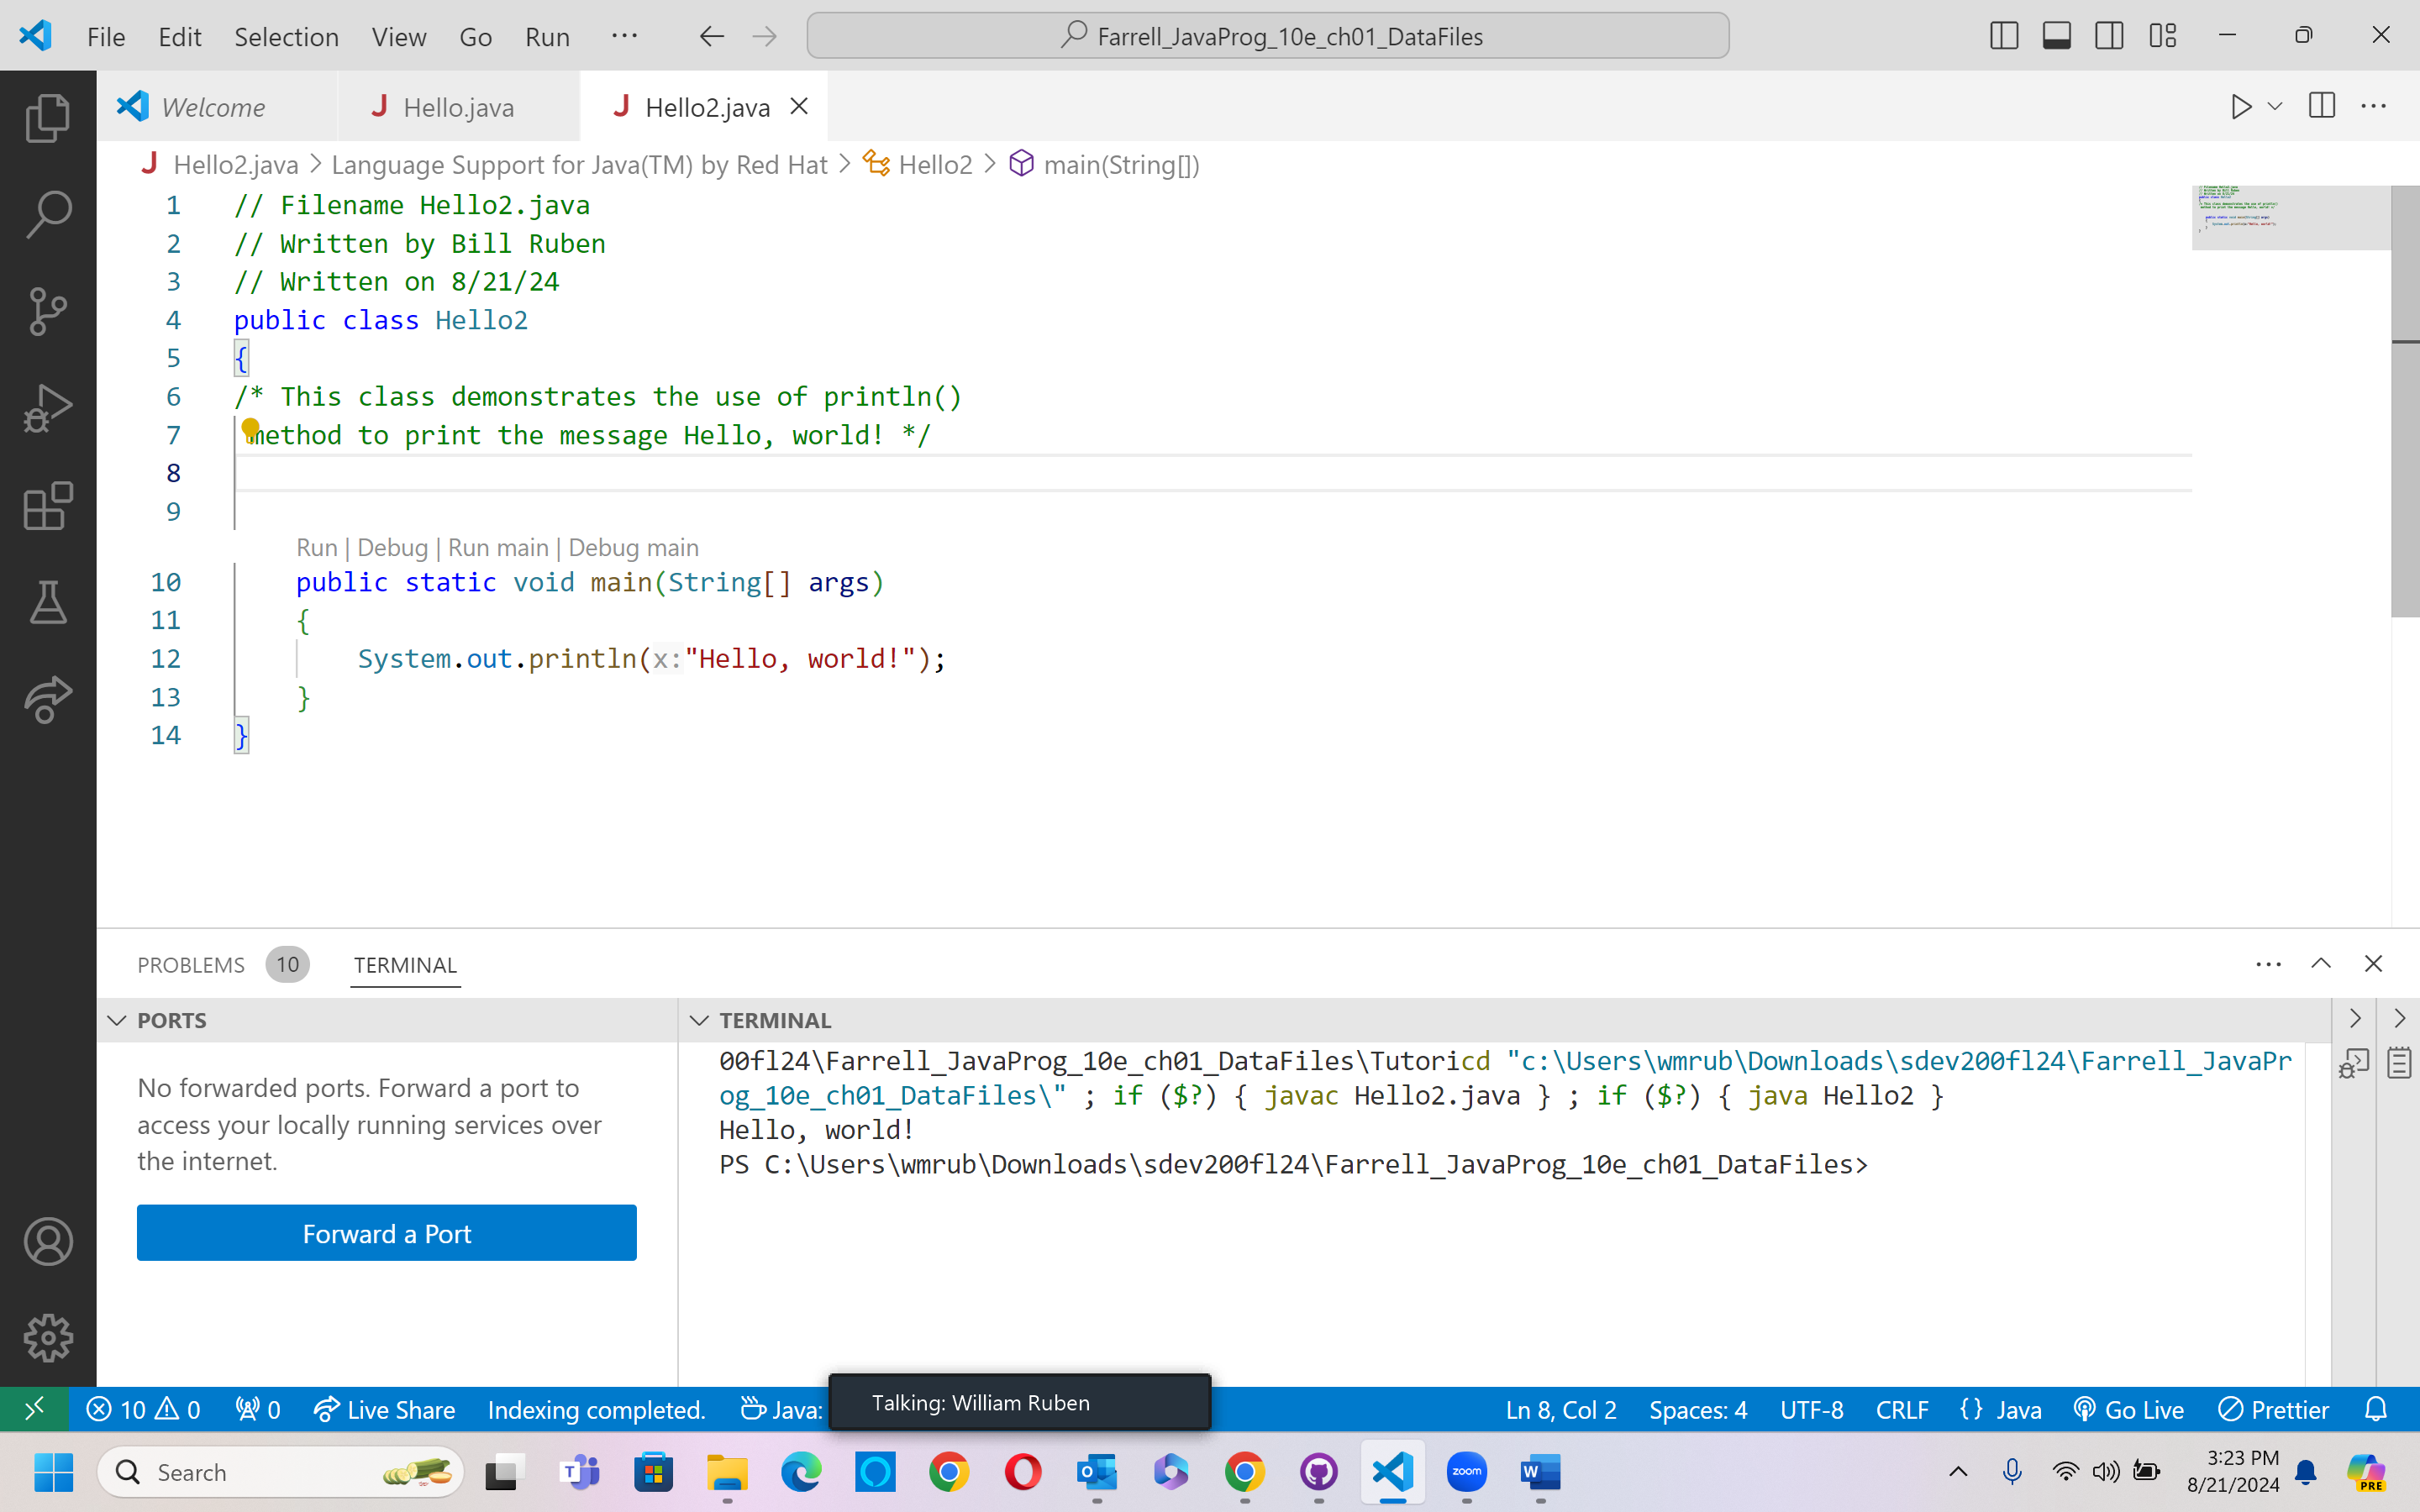 File Edit Selection View Go Run ··· Farrell_JavaProg_10e_ch01_DataFiles
Welcome Hello.java Hello2.java
Hello2.java > Language Support for Java(TM) by Red Hat > Hello2 > main(String[])
1 // Filename Hello2.java
2 // Written by Bill Ruben
3 // Written on 8/21/24
4 public class Hello2
5 {
6 /* This class demonstrates the use of println()
7 method to print the message Hello, world! */
8
9
Run | Debug | Run main | Debug main
10 public static void main(String[] args)
11 {
12 System.out.println(x:"Hello, world!");
13 }
14 }
PROBLEMS 10 TERMINAL
PORTS
No forwarded ports. Forward a port to
access your locally running services over
the internet.
Forward a Port
TERMINAL
00fl24\Farrell_JavaProg_10e_ch01_DataFiles\Tutoricd "c:\Users\wmrub\Downloads\sdev200fl24\Farrell_JavaPr
og_10e_ch01_DataFiles\" ; if ($?) { javac Hello2.java } ; if ($?) { java Hello2 }
Hello, world!
PS C:\Users\wmrub\Downloads\sdev200fl24\Farrell_JavaProg_10e_ch01_DataFiles>
10 0 0 Live Share Indexing completed. Java: Talking: William Ruben Ln 8, Col 2 Spaces: 4 UTF-8 CRLF {} Java Go Live Prettier
Search zoom 3:23 PM
8/21/2024 PRE